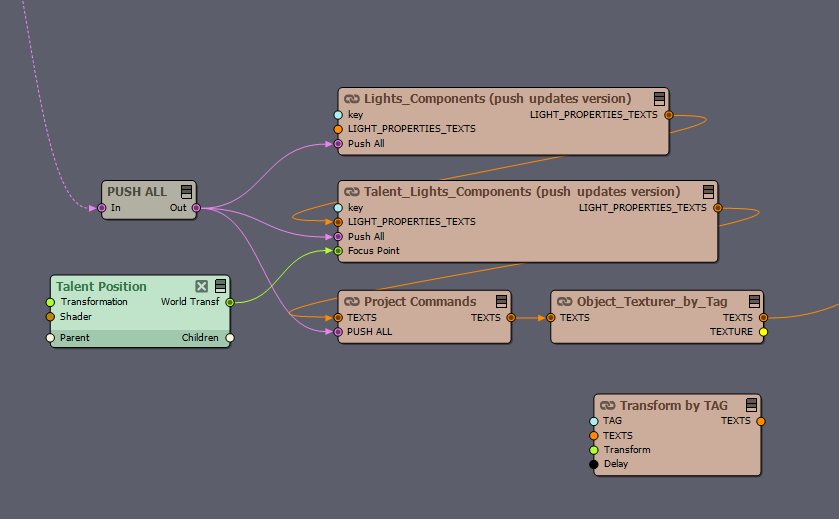 Lights_Components (push updates version)
key LIGHT_PROPERTIES_TEXTS
LIGHT_PROPERTIES_TEXTS
Push All
PUSH ALL
In Out
Talent_Lights_Components (push updates version)
key LIGHT_PROPERTIES_TEXTS
LIGHT_PROPERTIES_TEXTS
Push All
Focus Point
Talent Position
Transformation World Transf
Shader
Parent Children
Project Commands
TEXTS TEXTS
PUSH ALL
Object_Texturer_by_Tag
TEXTS TEXTS
TEXTURE
Transform by TAG
TAG TEXTS
TEXTS
Transform
Delay